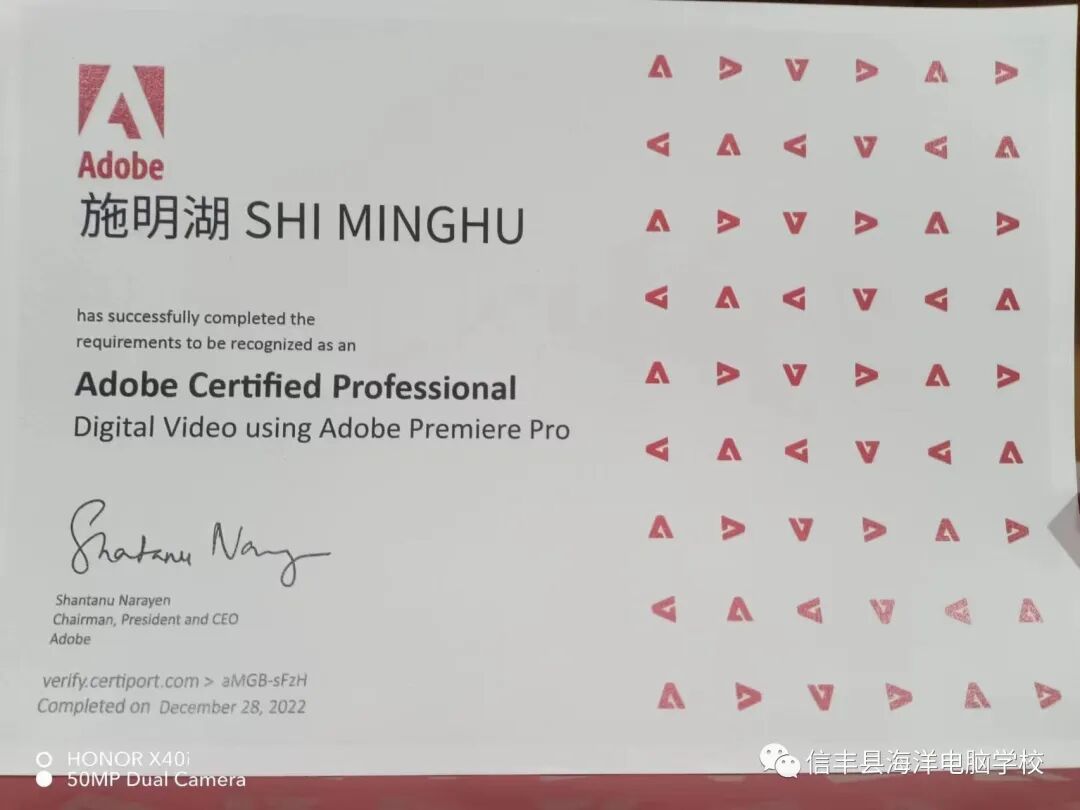 Adobe
施明湖 SHI MINGHU
has successfully completed the
requirements to be recognized as an
Adobe Certified Professional
Digital Video using Adobe Premiere Pro
Shantanu Narayen
Shantanu Narayen
Chairman, President and CEO
Adobe
verify.certiport.com > aMGB-sFzH
Completed on December 28, 2022
HONOR X40i
50MP Dual Camera
信丰县海洋电脑学校